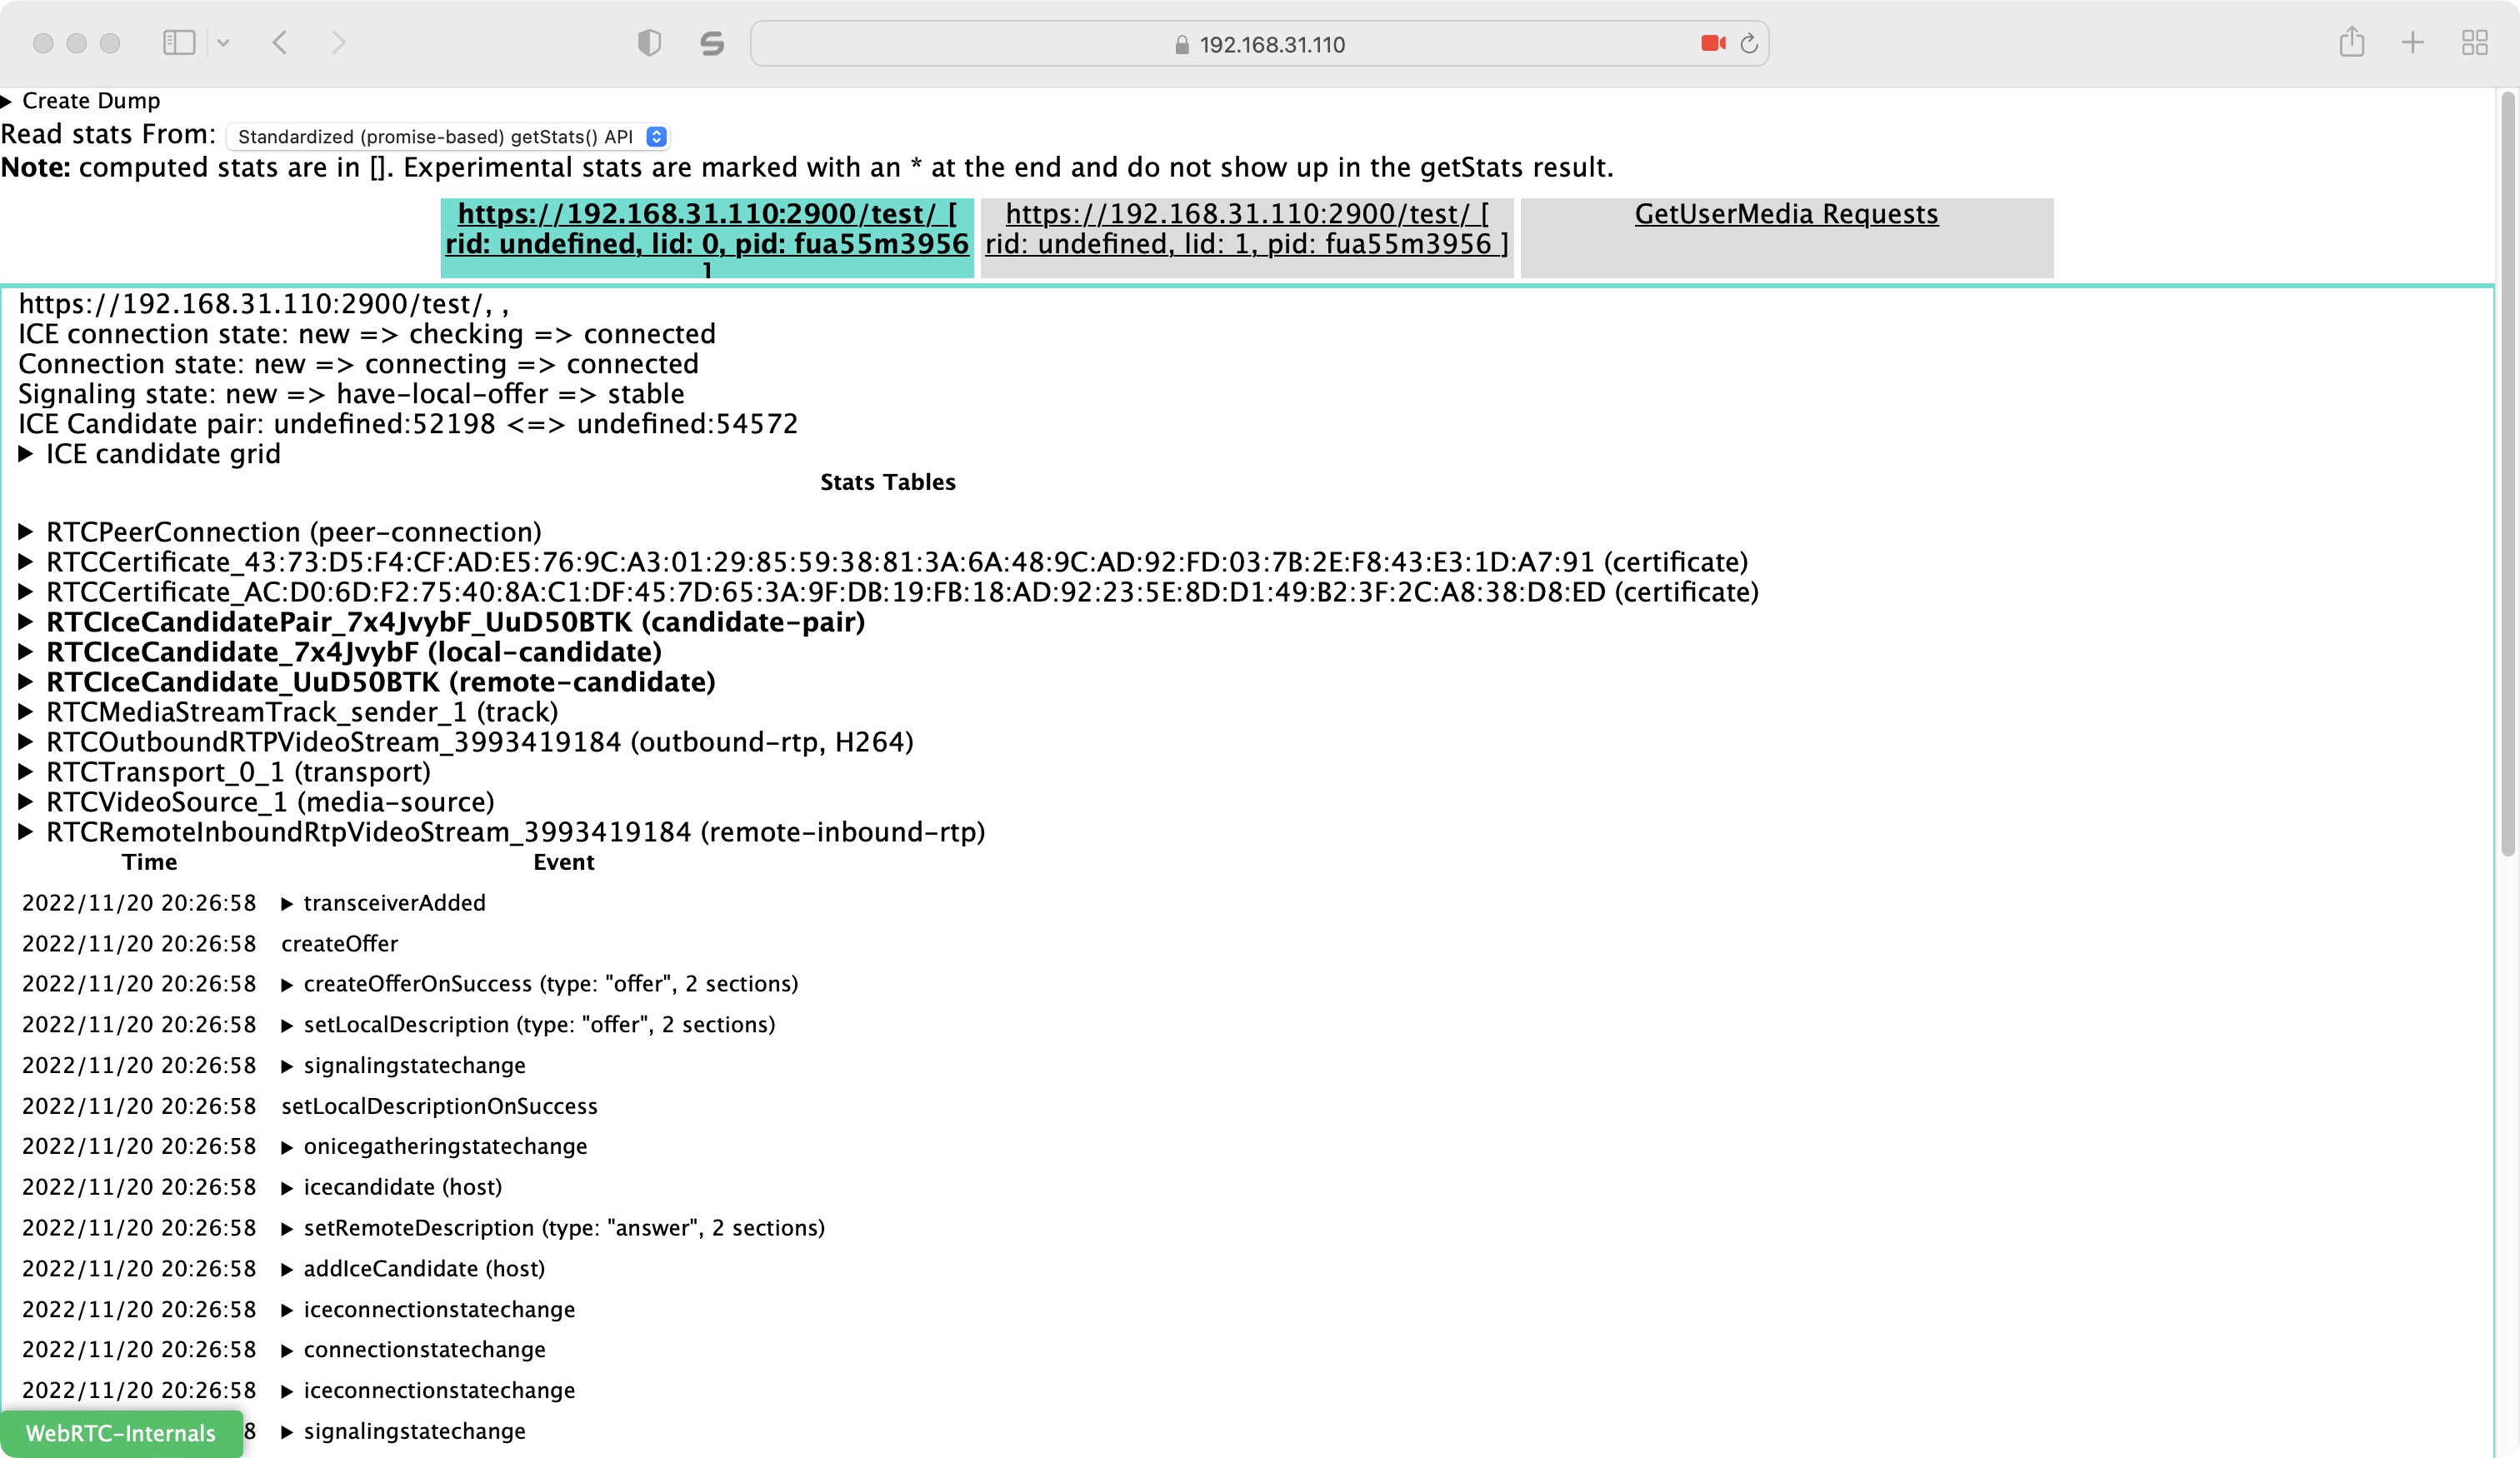 192.168.31.110
Create Dump
Read stats From: Standardized (promise-based) getStats() API
Note: computed stats are in []. Experimental stats are marked with an * at the end and do not show up in the getStats result.
https://192.168.31.110:2900/test/ [
rid: undefined, lid: 0, pid: fua55m3956
]
https://192.168.31.110:2900/test/ [
rid: undefined, lid: 1, pid: fua55m3956 ]
GetUserMedia Requests
https://192.168.31.110:2900/test/, ,
ICE connection state: new => checking => connected
Connection state: new => connecting => connected
Signaling state: new => have-local-offer => stable
ICE Candidate pair: undefined:52198 <=> undefined:54572
ICE candidate grid
Stats Tables
RTCPeerConnection (peer-connection)
RTCCertificate_43:73:D5:F4:CF:AD:E5:76:9C:A3:01:29:85:59:38:81:3A:6A:48:9C:AD:92:FD:03:7B:2E:F8:43:E3:1D:A7:91 (certificate)
RTCCertificate_AC:D0:6D:F2:75:40:8A:C1:DF:45:7D:65:3A:9F:DB:19:FB:18:AD:92:23:5E:8D:D1:49:B2:3F:2C:A8:38:D8:ED (certificate)
RTCIceCandidatePair_7x4JvybF_UuD50BTK (candidate-pair)
RTCIceCandidate_7x4JvybF (local-candidate)
RTCIceCandidate_UuD50BTK (remote-candidate)
RTCMediaStreamTrack_sender_1 (track)
RTCOutboundRTPVideoStream_3993419184 (outbound-rtp, H264)
RTCTransport_0_1 (transport)
RTCVideoSource_1 (media-source)
RTCRemoteInboundRtpVideoStream_3993419184 (remote-inbound-rtp)
Time Event
2022/11/20 20:26:58 transceiverAdded
2022/11/20 20:26:58 createOffer
2022/11/20 20:26:58 createOfferOnSuccess (type: "offer", 2 sections)
2022/11/20 20:26:58 setLocalDescription (type: "offer", 2 sections)
2022/11/20 20:26:58 signalingstatechange
2022/11/20 20:26:58 setLocalDescriptionOnSuccess
2022/11/20 20:26:58 onicegatheringstatechange
2022/11/20 20:26:58 icecandidate (host)
2022/11/20 20:26:58 setRemoteDescription (type: "answer", 2 sections)
2022/11/20 20:26:58 addIceCandidate (host)
2022/11/20 20:26:58 iceconnectionstatechange
2022/11/20 20:26:58 connectionstatechange
2022/11/20 20:26:58 iceconnectionstatechange
WebRTC-Internals 8 signalingstatechange